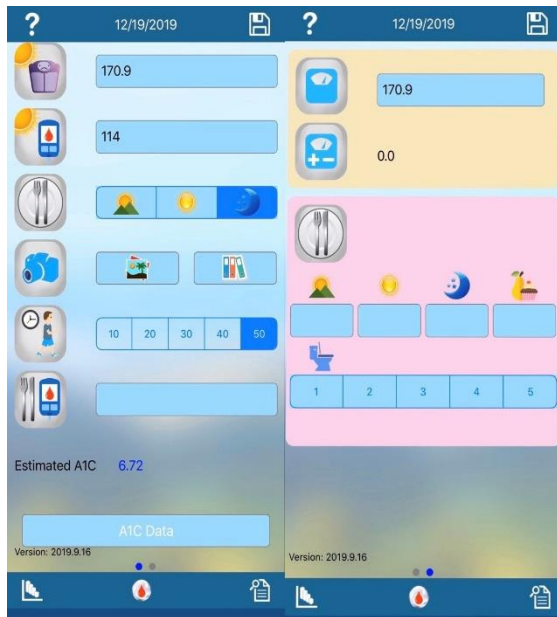 ?
12/19/2019
170.9
114
10 20 30 40 50
Estimated A1C 6.72
A1C Data
Version: 2019.9.16
?
12/19/2019
170.9
0.0
1 2 3 4 5
Version: 2019.9.16